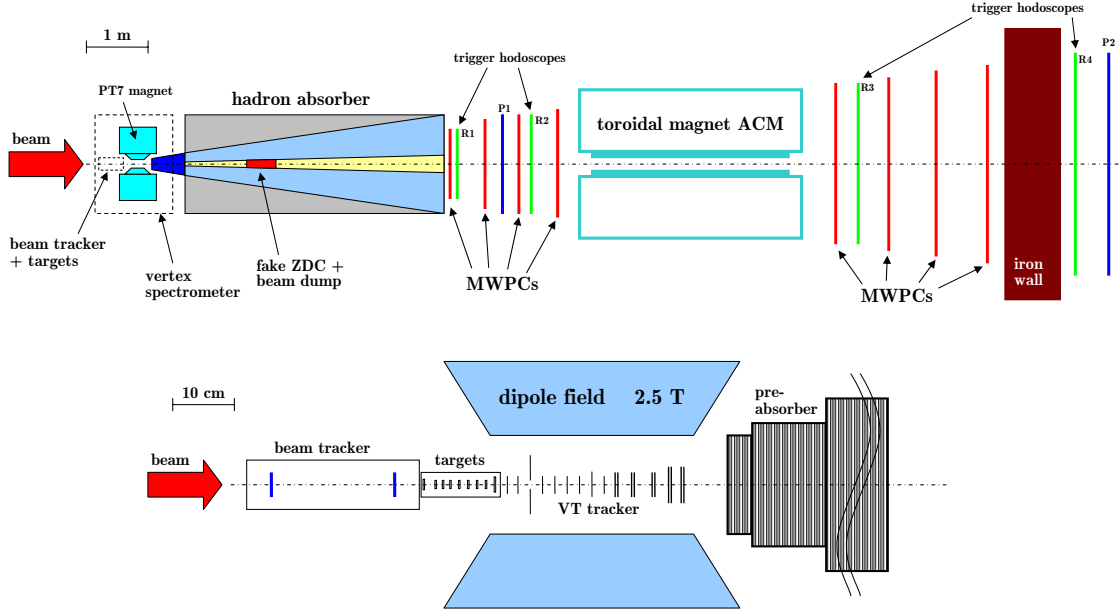 trigger hodoscopes
1 m
R4
P2
PT7 magnet
trigger hodoscopes
hadron absorber
P1
R3
beam
R1
R2
toroidal magnet ACM
beam tracker
+ targets
vertex
spectrometer
fake ZDC +
beam dump
MWPCs
MWPCs
iron
wall
10 cm
dipole field 2.5 T
pre-
absorber
beam tracker
beam
targets
VT tracker